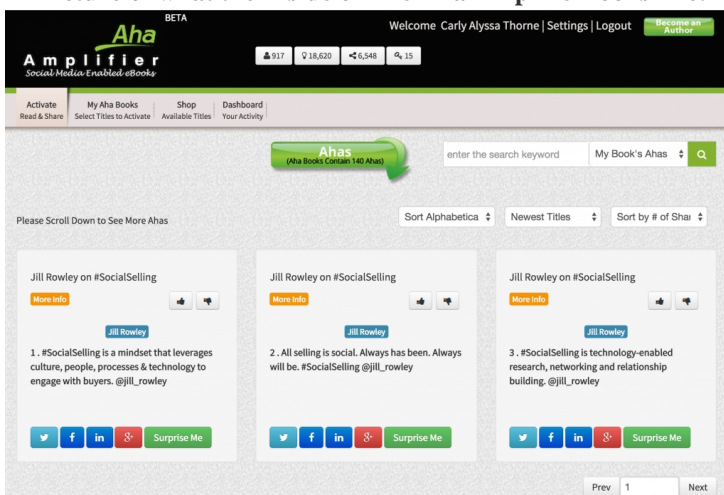 BETA
Aha
Amplifier
Social Media Enabled eBooks
Welcome Carly Alyssa Thorne | Settings | Logout
Become an
Author
917
18,620
6,548
15
Activate
Read & Share
My Aha Books
Select Titles to Activate
Shop
Available Titles
Dashboard
Your Activity
Ahas
(Aha Books Contain 140 Ahas)
enter the search keyword
My Book's Ahas
Please Scroll Down to See More Ahas
Sort Alphabetica
Newest Titles
Sort by # of Shar
Jill Rowley on #SocialSelling
More Info
Jill Rowley
1 . #SocialSelling is a mindset that leverages
culture, people, processes & technology to
engage with buyers. @jill_rowley
f in 8+ Surprise Me
Jill Rowley on #SocialSelling
More Info
Jill Rowley
2 . All selling is social. Always has been. Always
will be. #SocialSelling @jill_rowley
f in 8+ Surprise Me
Jill Rowley on #SocialSelling
More Info
Jill Rowley
3 . #SocialSelling is technology-enabled
research, networking and relationship
building. @jill_rowley
f in 8+ Surprise Me
Prev 1 Next